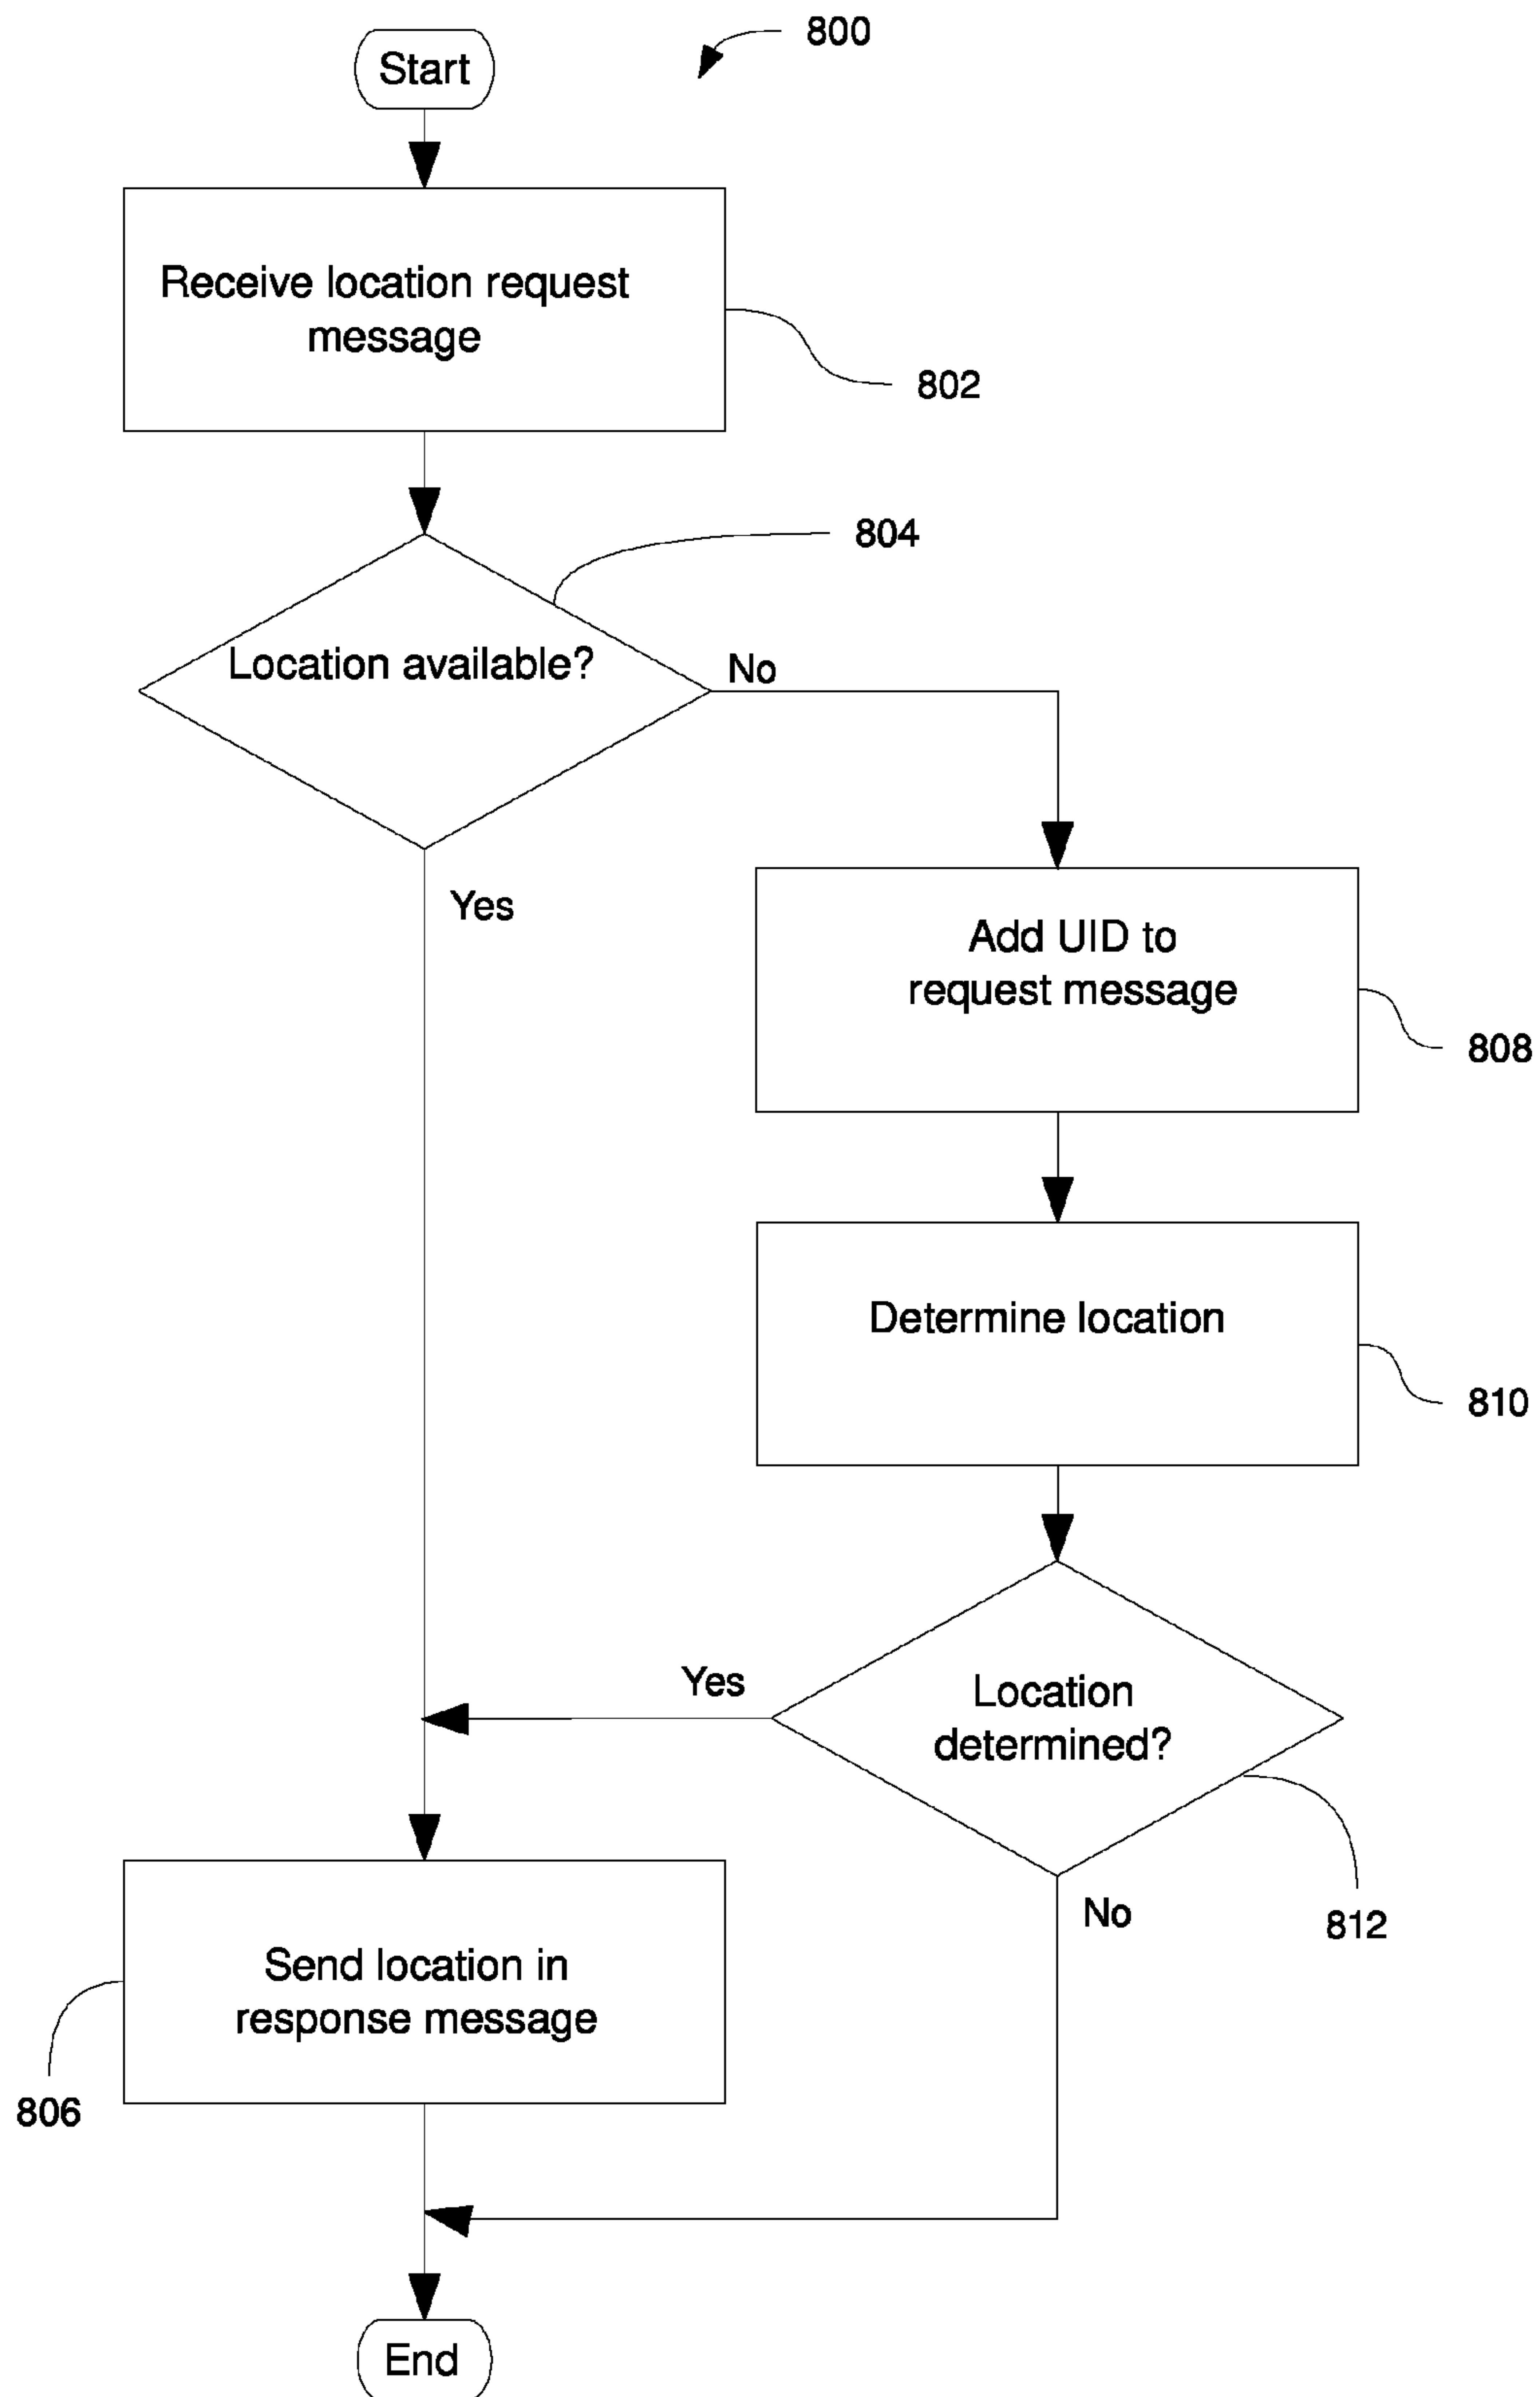 Start
800
Receive location request
message
802
804
Location available?
No
Yes
Add UID to
request message
808
Determine location
810
Yes
Location
determined?
No
812
Send location in
response message
806
End